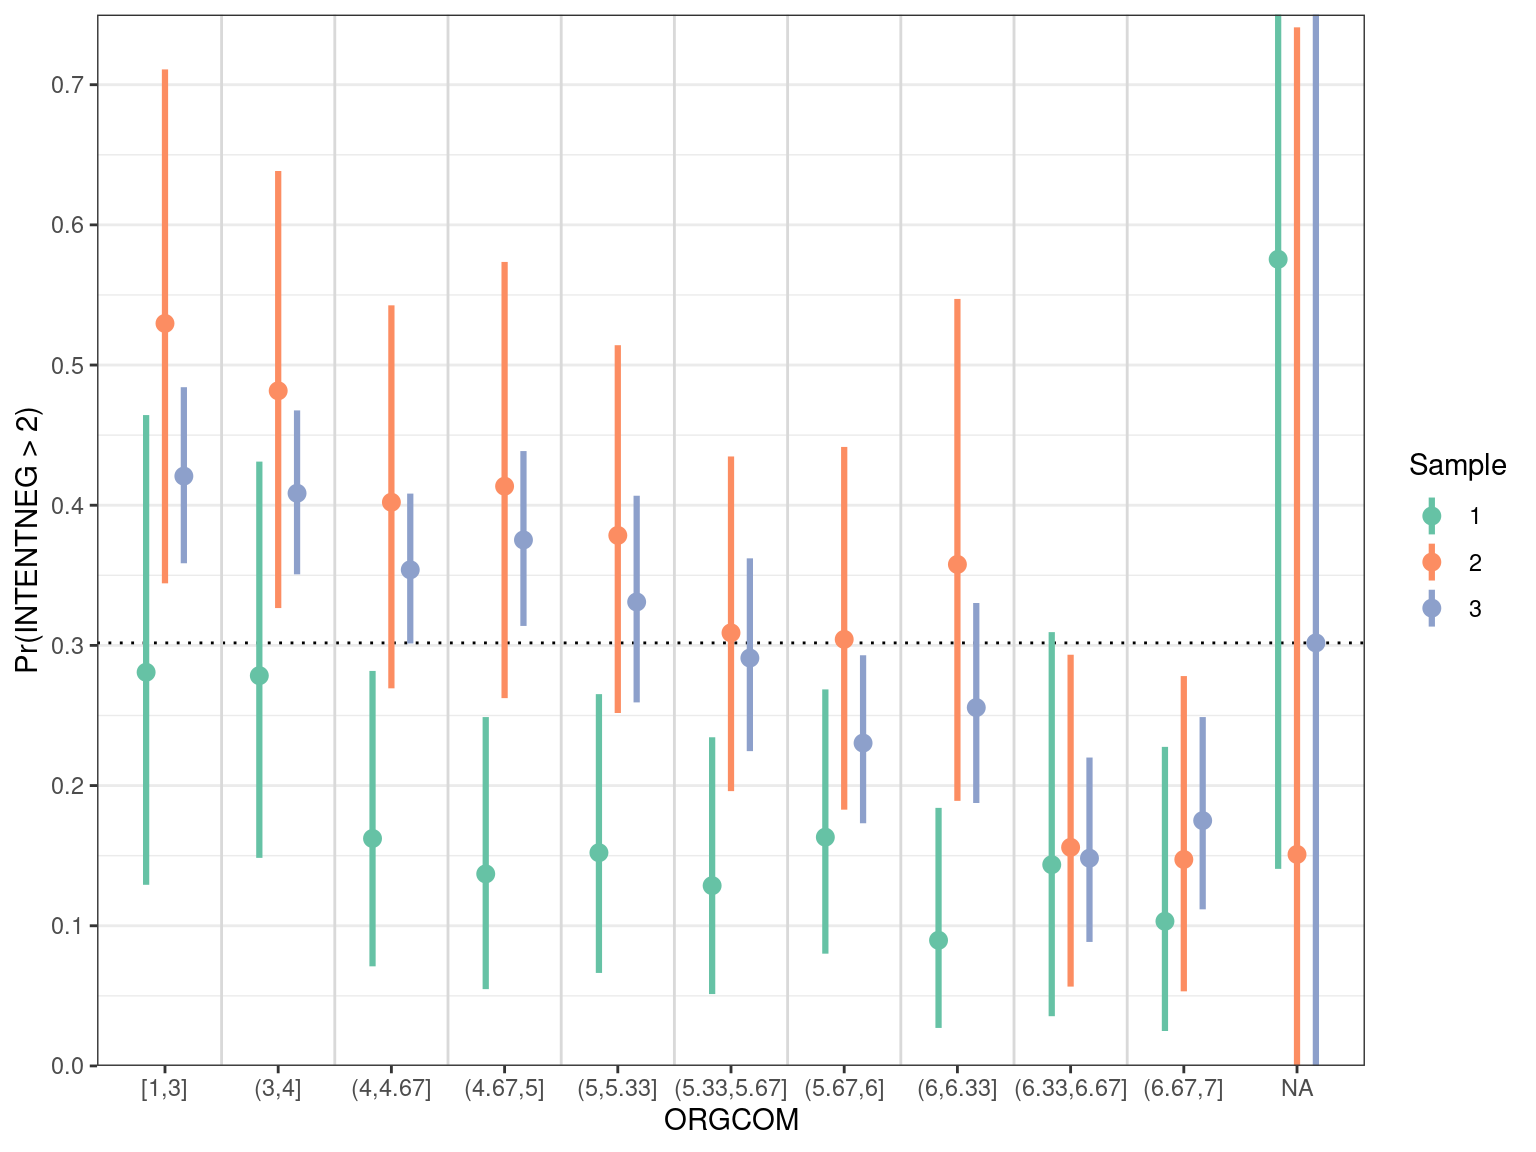 0.7
0.6
0.5
0.4
0.3
0.2
0.1
0.0
Pr(INTENTNEG > 2)
[1,3] (3,4] (4,4.67] (4.67,5] (5,5.33] (5.33,5.67] (5.67,6] (6,6.33] (6.33,6.67] (6.67,7] NA
ORGCOM
Sample
1
2
3